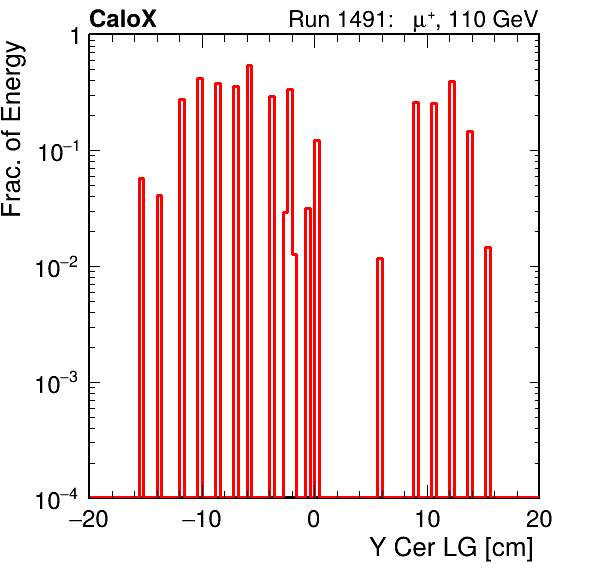 CaloX Run 1491: μ⁺, 110 GeV
Frac. of Energy
1
10⁻¹
10⁻²
10⁻³
10⁻⁴
−20 −10 0 10 20
Y Cer LG [cm]